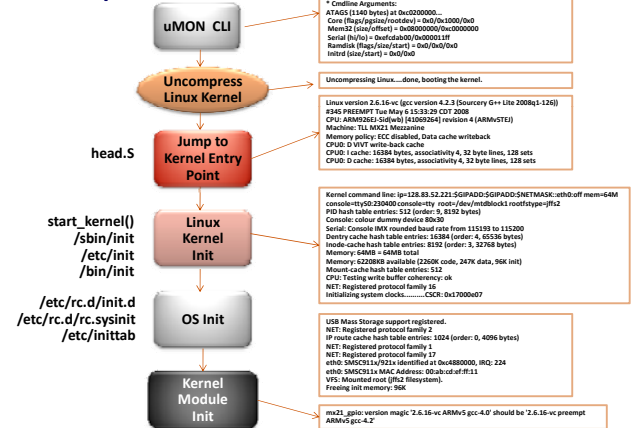 uMON CLI
* Cmdline Arguments:
ATAGS (1140 bytes) at 0xc0200000...
Core (flags/pgsize/rootdev) = 0x0/0x1000/0x0
Mem32 (size/offset) = 0x08000000/0xc0000000
Serial (hi/lo) = 0xefcdab00/0x000011ff
Ramdisk (flags/size/start) = 0x0/0x0/0x0
Initrd (size/start) = 0x0/0x0
Uncompress
Linux Kernel
Uncompressing Linux....done, booting the kernel.
head.S
Jump to
Kernel Entry
Point
Linux version 2.6.16-vc (gcc version 4.2.3 (Sourcery G++ Lite 2008q1-126))
#345 PREEMPT Tue May 6 15:33:29 CDT 2008
CPU: ARM926EJ-Sid(wb) [41069264] revision 4 (ARMv5TEJ)
Machine: TLL MX21 Mezzanine
Memory policy: ECC disabled, Data cache writeback
CPU0: D VIVT write-back cache
CPU0: I cache: 16384 bytes, associativity 4, 32 byte lines, 128 sets
CPU0: D cache: 16384 bytes, associativity 4, 32 byte lines, 128 sets
start_kernel()
/sbin/init
/etc/init
/bin/init
Linux
Kernel
Init
Kernel command line: ip=128.83.52.221:$GIPADD:$GIPADD:$NETMASK::eth0:off mem=64M
console=ttyS0:230400 console=tty root=/dev/mtdblock1 rootfstype=jffs2
PID hash table entries: 512 (order: 9, 8192 bytes)
Console: colour dummy device 80x30
Serial: Console IMX rounded baud rate from 115193 to 115200
Dentry cache hash table entries: 16384 (order: 4, 65536 bytes)
Inode-cache hash table entries: 8192 (order: 3, 32768 bytes)
Memory: 64MB = 64MB total
Memory: 62208KB available (2260K code, 247K data, 96K init)
Mount-cache hash table entries: 512
CPU: Testing write buffer coherency: ok
NET: Registered protocol family 16
Initializing system clocks..........CSCR: 0x17000e07
/etc/rc.d/init.d
/etc/rc.d/rc.sysinit
/etc/inittab
OS Init
USB Mass Storage support registered.
NET: Registered protocol family 2
IP route cache hash table entries: 1024 (order: 0, 4096 bytes)
NET: Registered protocol family 1
NET: Registered protocol family 17
eth0: SMSC911x/921x identified at 0xc4880000, IRQ: 224
eth0: SMSC911x MAC Address: 00:ab:cd:ef:ff:11
VFS: Mounted root (jffs2 filesystem).
Freeing init memory: 96K
Kernel
Module
Init
mx21_gpio: version magic '2.6.16-vc ARMv5 gcc-4.0' should be '2.6.16-vc preempt
ARMv5 gcc-4.2'